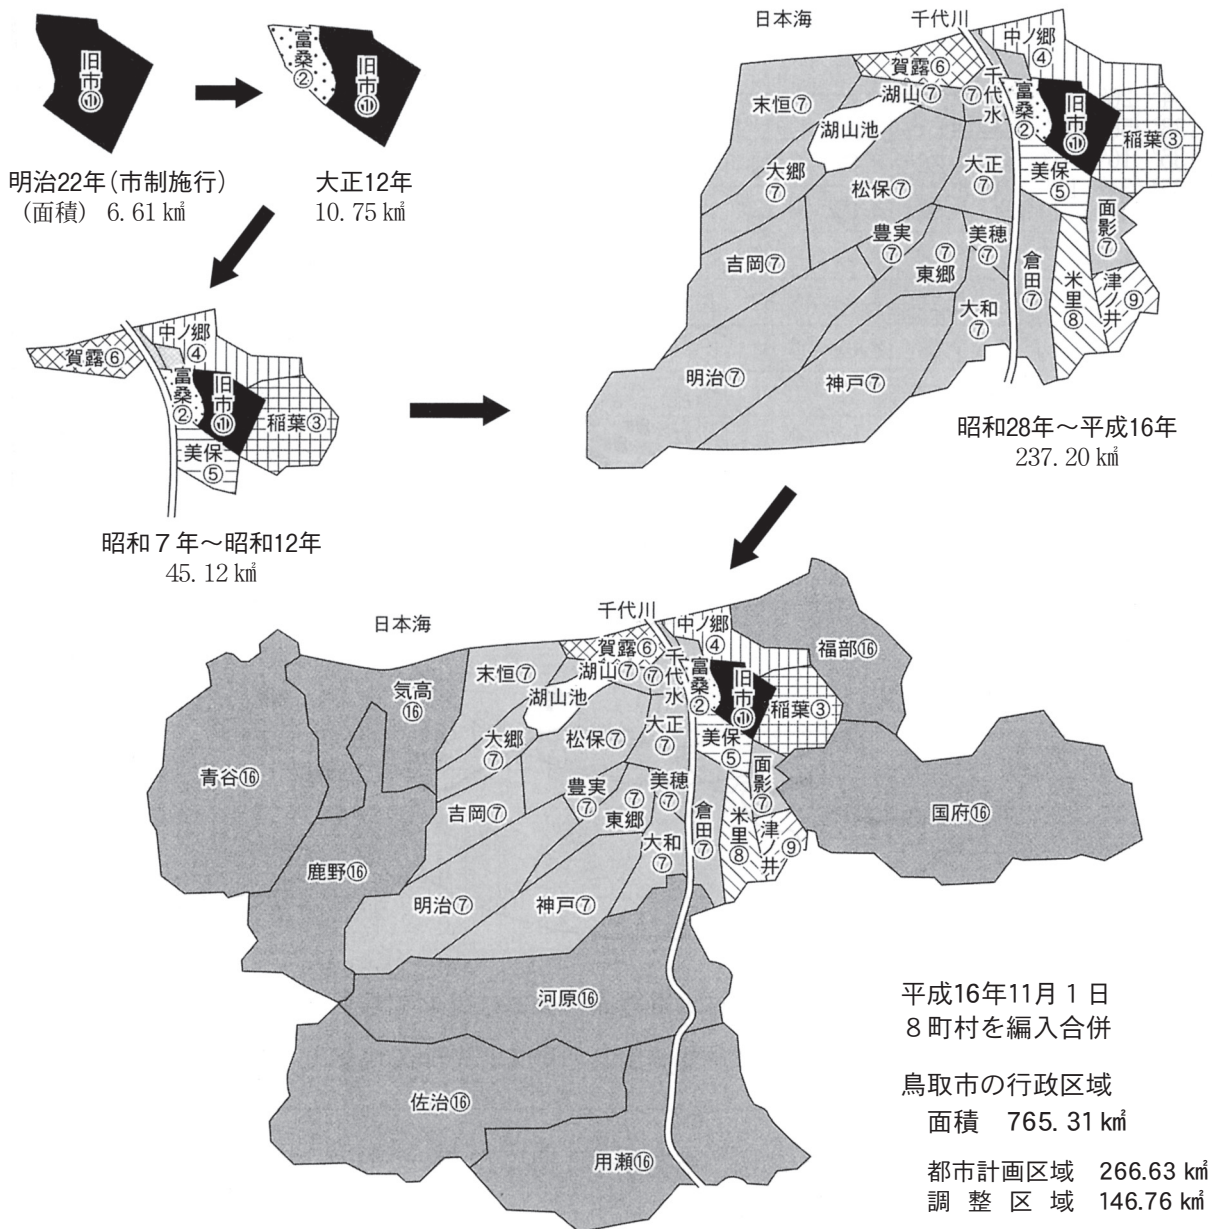 旧市①
明治22年(市制施行)
(面積) 6.61㎢
富桑②
旧市①
大正12年
10.75㎢
賀露⑥
中ノ郷④
富桑②
旧市①
稲葉③
美保⑤
昭和7年～昭和12年
45.12㎢
日本海
千代川
中ノ郷④
賀露⑥
末恒⑦
湖山⑦
千代水⑦
富桑②
旧市①
稲葉③
湖山池
大郷⑦
松保⑦
大正⑦
美保⑤
面影⑦
豊実⑦
美穂⑦
吉岡⑦
東郷⑦
倉田⑦
米里⑧
津ノ井⑨
大和⑦
明治⑦
神戸⑦
昭和28年～平成16年
237.20㎢
日本海
千代川
中ノ郷④
賀露⑥
福部⑯
末恒⑦
湖山⑦
千代水⑦
富桑②
旧市①
稲葉③
気高⑯
湖山池
大郷⑦
松保⑦
大正⑦
美保⑤
面影⑦
青谷⑯
豊実⑦
美穂⑦
吉岡⑦
東郷⑦
倉田⑦
米里⑧
津ノ井⑨
国府⑯
大和⑦
鹿野⑯
明治⑦
神戸⑦
河原⑯
佐治⑯
用瀬⑯
平成16年11月1日
8町村を編入合併
鳥取市の行政区域
面積 765.31㎢
都市計画区域 266.63㎢
調整区域 146.76㎢